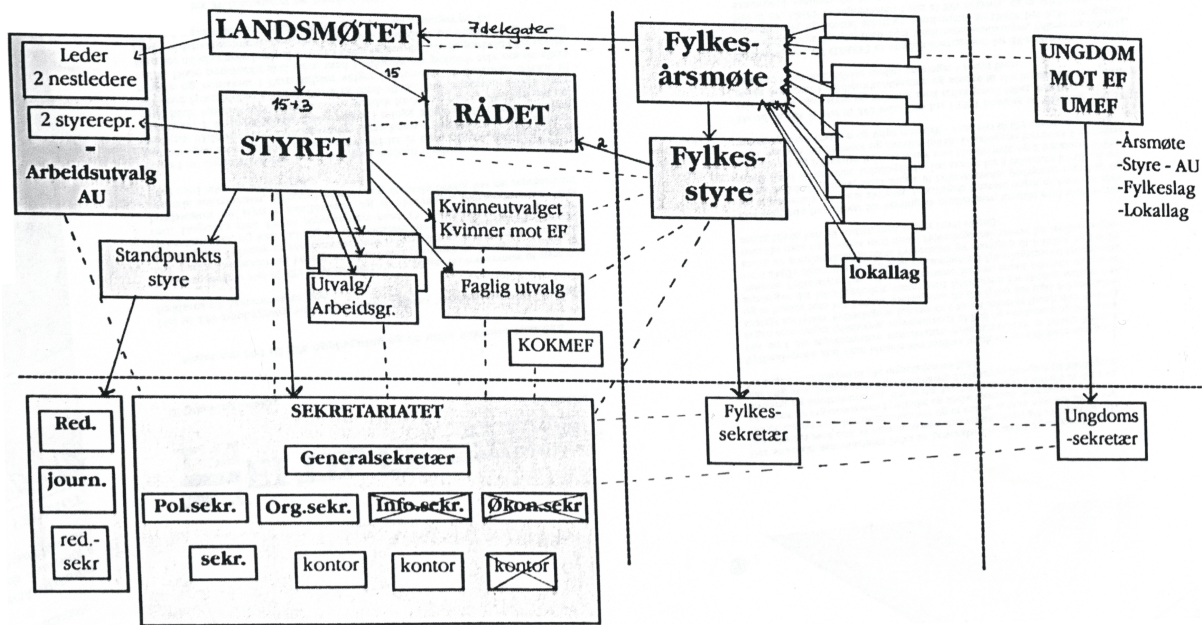 LANDSMØTET
7 delegater
Fylkes-
årsmøte
UNGDOM
MOT EF
UMEF
-Årsmøte
-Styre - AU
-Fylkeslag
-Lokallag
Leder
2 nestledere
2 styrerepr.
-
Arbeidsutvalg
AU
15
15+3
STYRET
RÅDET
2
Fylkes-
styre
lokallag
Kvinneutvalget
Kvinner mot EF
Standpunkts
styre
Utvalg/
Arbeidsgr.
Faglig utvalg
KOKMEF
Red.
journ.
red.-
sekr
SEKRETARIATET
Generalsekretær
Pol.sekr.
Org.sekr.
Info.sekr.
Økon.sekr
sekr.
kontor
kontor
kontor
Fylkes-
sekretær
Ungdoms
-sekretær